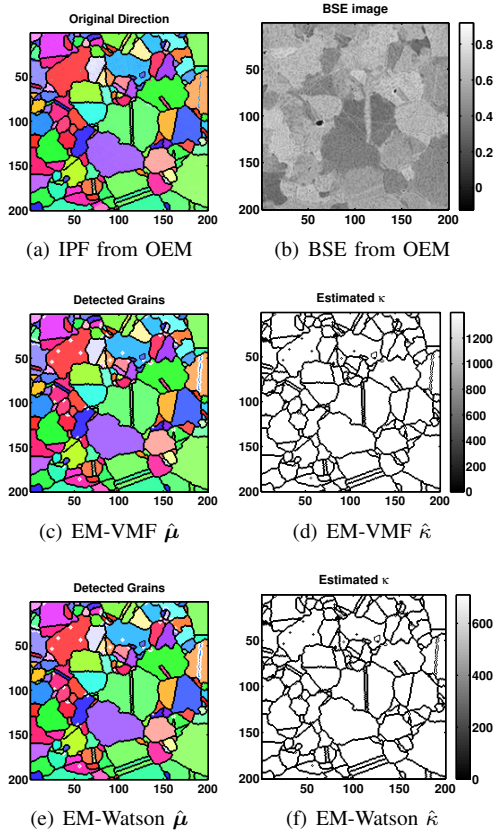 Original Direction
BSE image
50
100
150
200
50 100 150 200
50
100
150
200
50 100 150 200
0.8
0.6
0.4
0.2
0
(a) IPF from OEM
(b) BSE from OEM
Detected Grains
Estimated κ
50
100
150
200
50 100 150 200
50
100
150
200
50 100 150 200
1200
1000
800
600
400
200
0
(c) EM-VMF μ̂
(d) EM-VMF κ̂
Detected Grains
Estimated κ
50
100
150
200
50 100 150 200
50
100
150
200
50 100 150 200
600
400
200
0
(e) EM-Watson μ̂
(f) EM-Watson κ̂